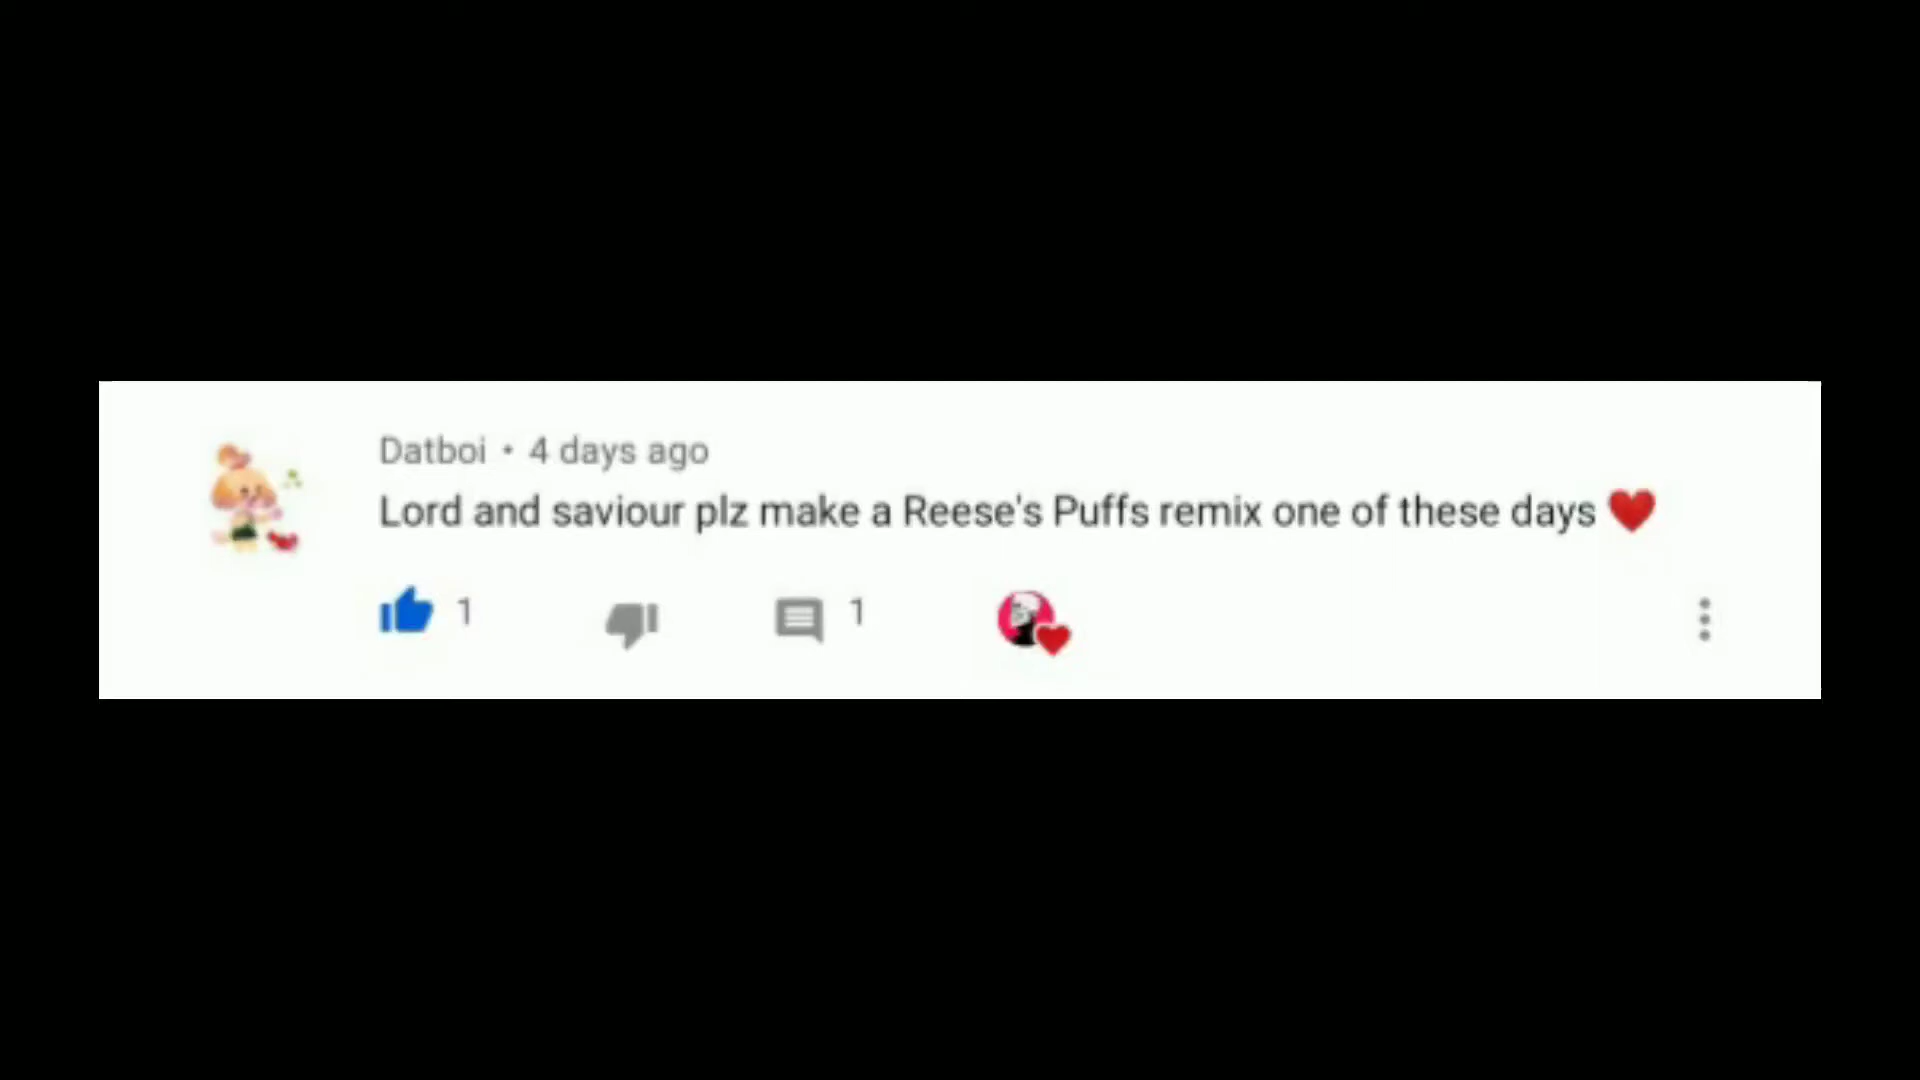 Datboi • 4 days ago
Lord and saviour plz make a Reese's Puffs remix one of these days ❤️
1 1